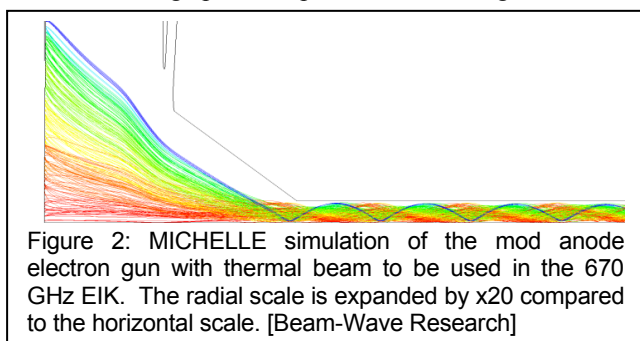 Figure 2: MICHELLE simulation of the mod anode
electron gun with thermal beam to be used in the 670
GHz EIK. The radial scale is expanded by x20 compared
to the horizontal scale. [Beam-Wave Research]